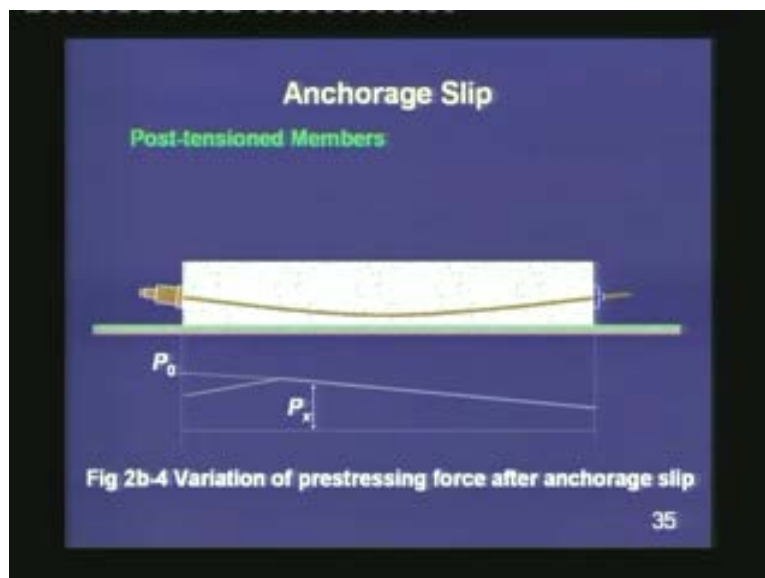 Anchorage Slip
Post-tensioned Members
P0
Px
Fig 2b-4 Variation of prestressing force after anchorage slip
35